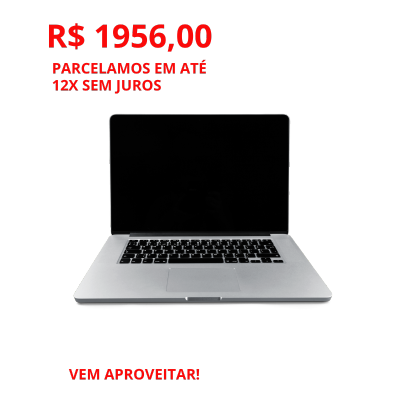 R$ 1956,00
PARCELAMOS EM ATÉ
12X SEM JUROS
VEM APROVEITAR!